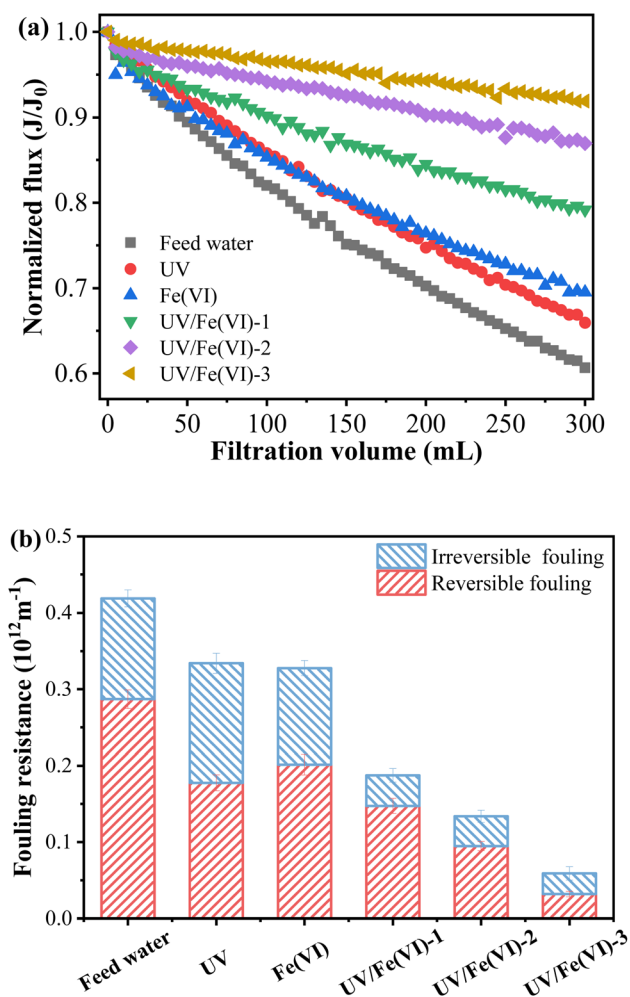 (a)
1.0
0.9
0.8
0.7
0.6
Normalized flux (J/J₀)
Feed water
UV
Fe(VI)
UV/Fe(VI)-1
UV/Fe(VI)-2
UV/Fe(VI)-3
0 50 100 150 200 250 300
Filtration volume (mL)
(b)
0.5
0.4
0.3
0.2
0.1
0.0
Fouling resistance (10¹²m⁻¹)
Irreversible fouling
Reversible fouling
Feed water
UV
Fe(VI)
UV/Fe(VI)-1
UV/Fe(VI)-2
UV/Fe(VI)-3